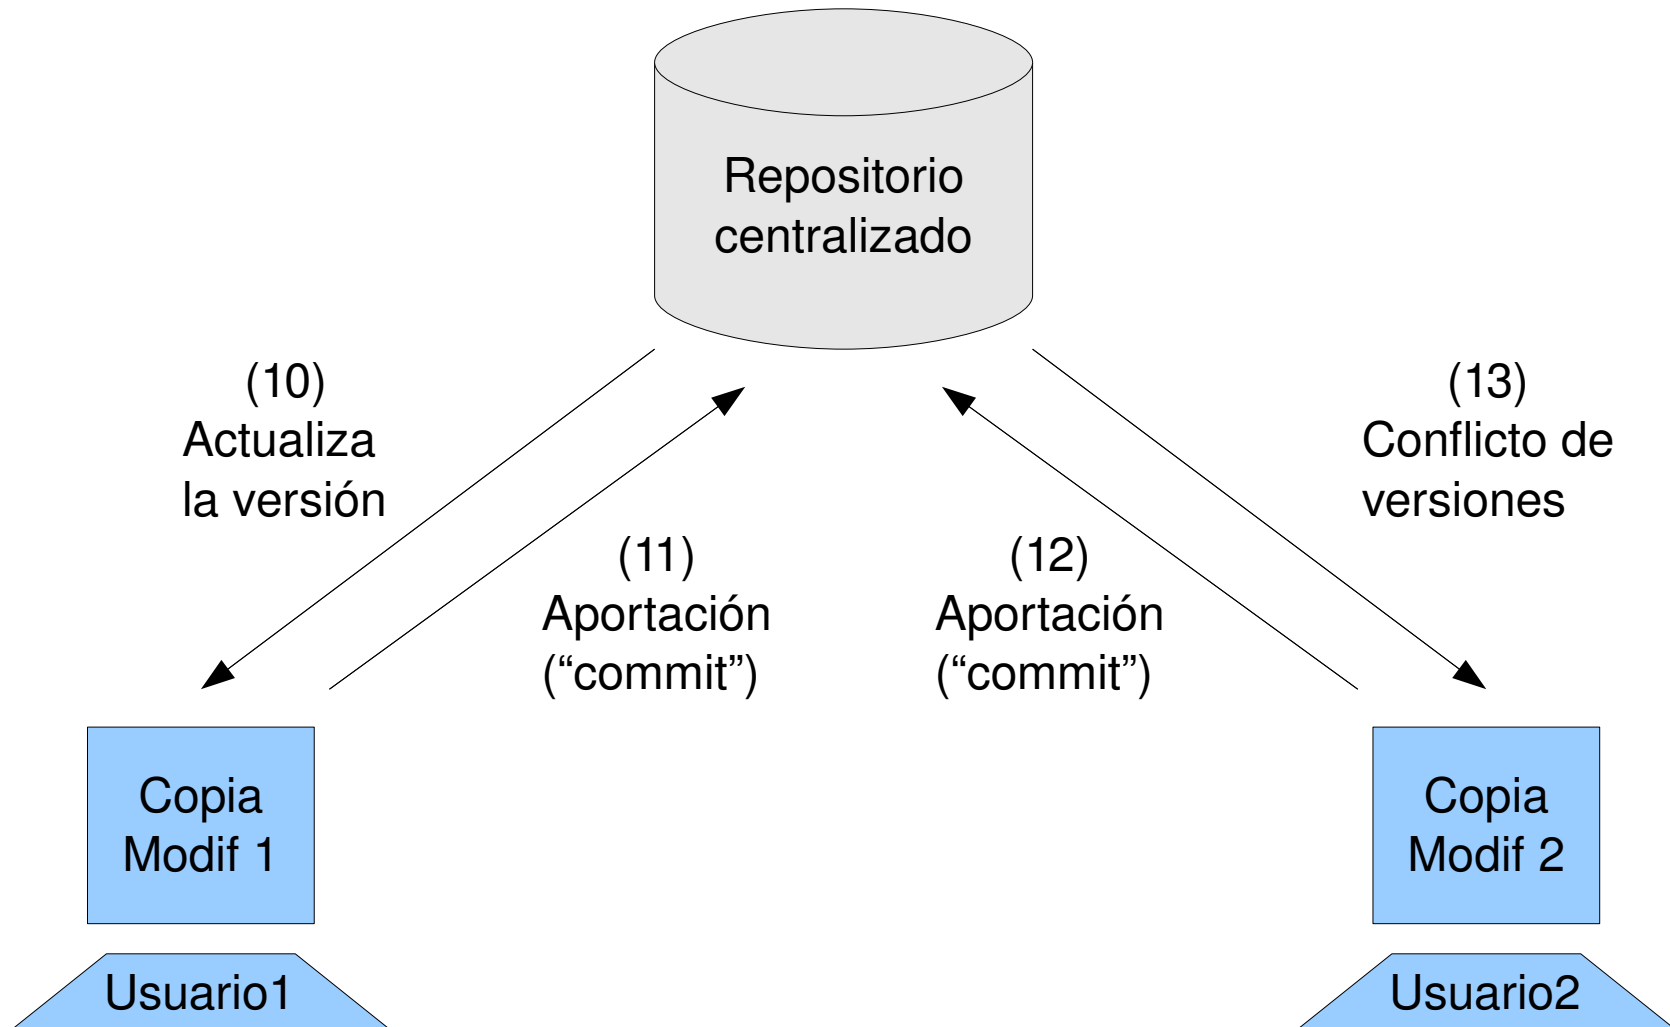 Repositorio
centralizado
(10)
Actualiza
la versión
(13)
Conflicto de
versiones
(11)
Aportación
(“commit”)
(12)
Aportación
(“commit”)
Copia
Modif 1
Copia
Modif 2
Usuario1
Usuario2